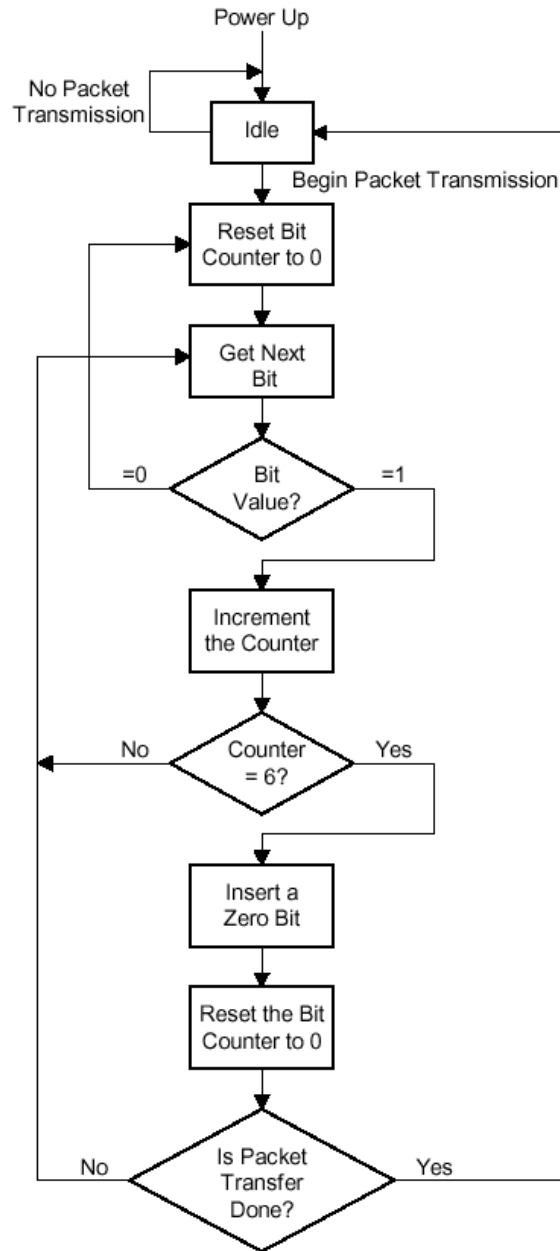 Power Up
No Packet
Transmission
Idle
Begin Packet Transmission
Reset Bit
Counter to 0
Get Next
Bit
=0
Bit
Value?
=1
Increment
the Counter
No
Counter
= 6?
Yes
Insert a
Zero Bit
Reset the Bit
Counter to 0
No
Is Packet
Transfer
Done?
Yes